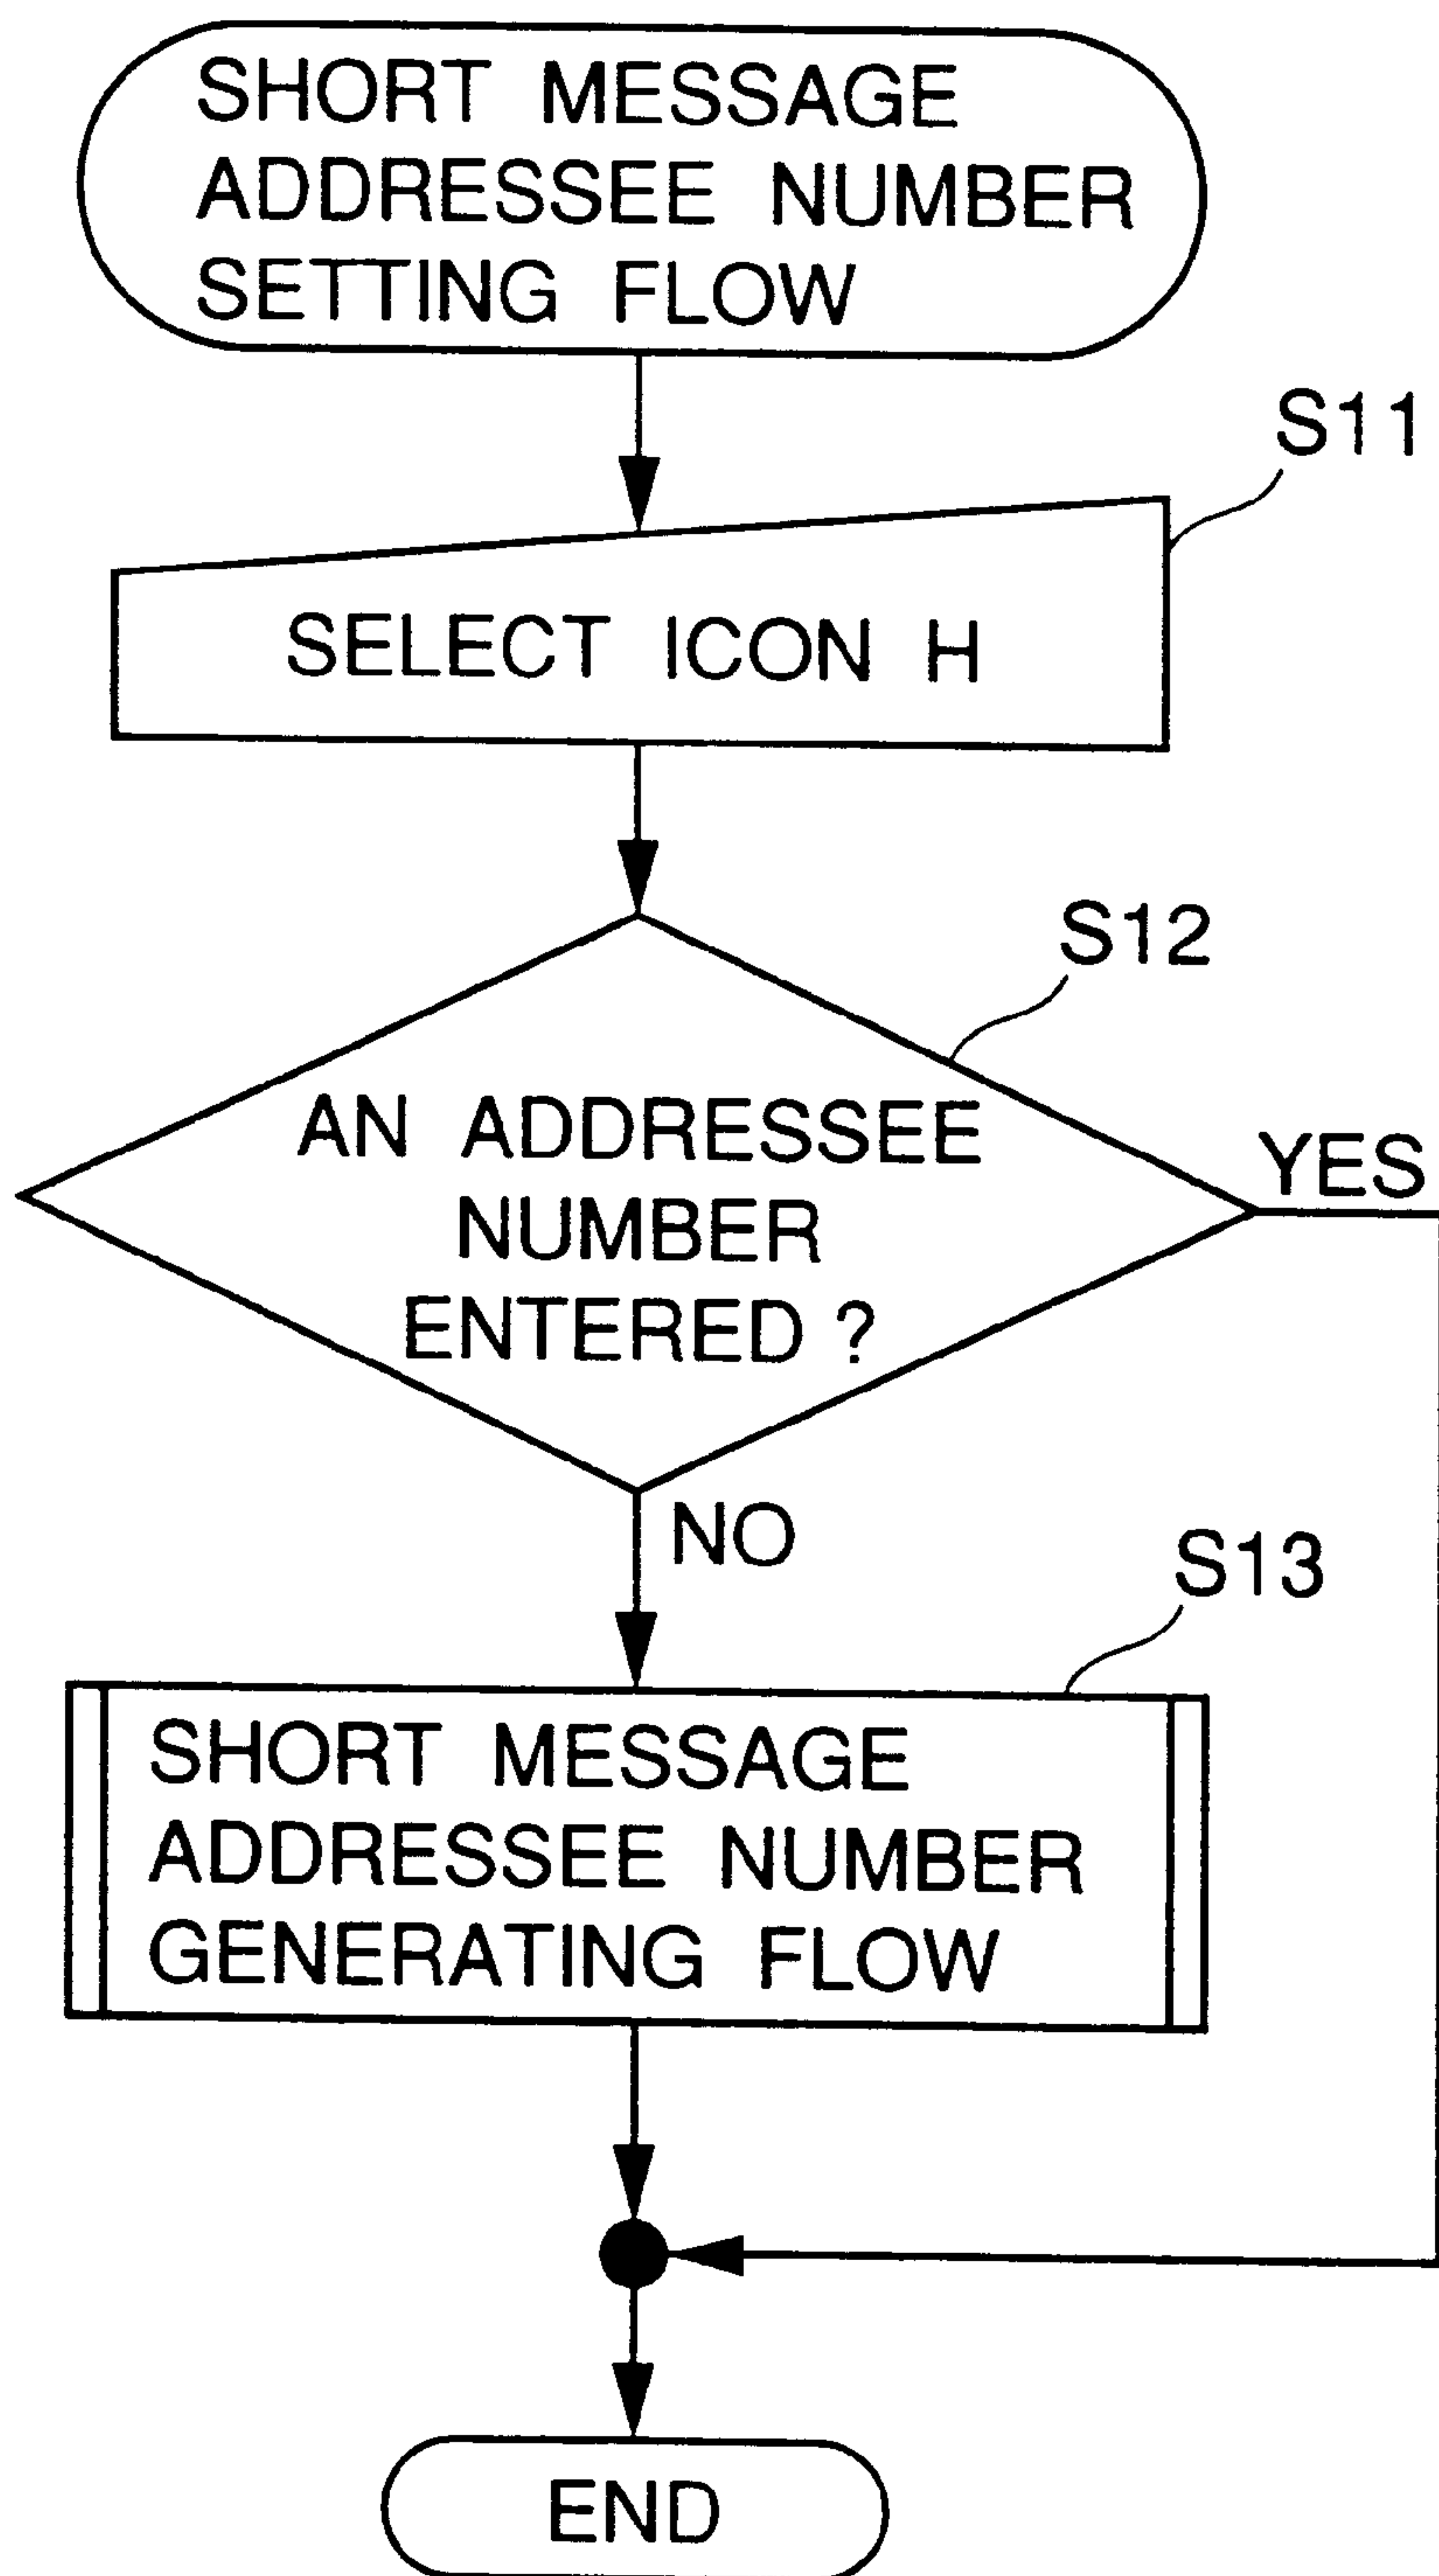 SHORT MESSAGE
ADDRESSEE NUMBER
SETTING FLOW
S11
SELECT ICON H
S12
AN ADDRESSEE
NUMBER
ENTERED ?
YES
NO
S13
SHORT MESSAGE
ADDRESSEE NUMBER
GENERATING FLOW
END